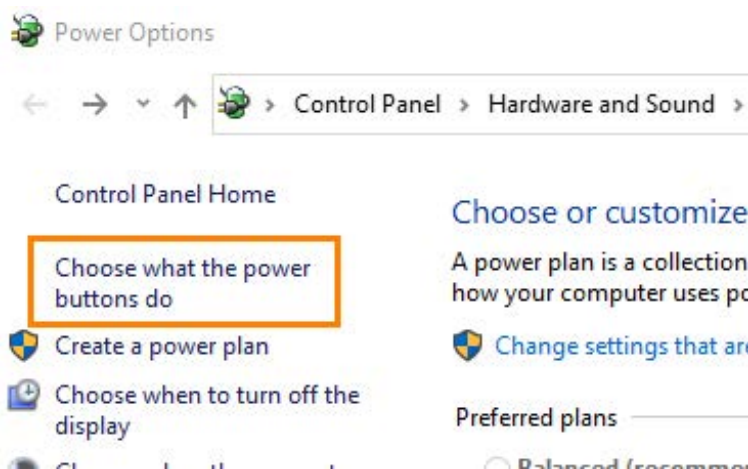 Power Options
Control Panel > Hardware and Sound >
Control Panel Home
Choose what the power
buttons do
Create a power plan
Choose when to turn off the
display
Choose or customize
A power plan is a collection
how your computer uses
Change settings that
Preferred plans
Balanced